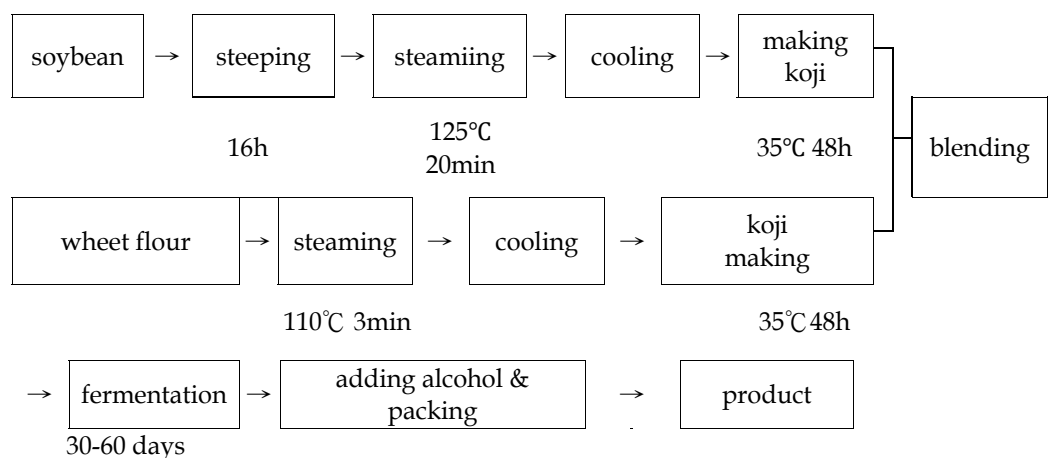 soybean → steeping → steamiing → cooling → making koji
blending
16h
125℃
20min
35℃ 48h
wheet flour → steaming → cooling → koji making
110℃ 3min
35℃ 48h
→ fermentation → adding alcohol & packing → product
30-60 days